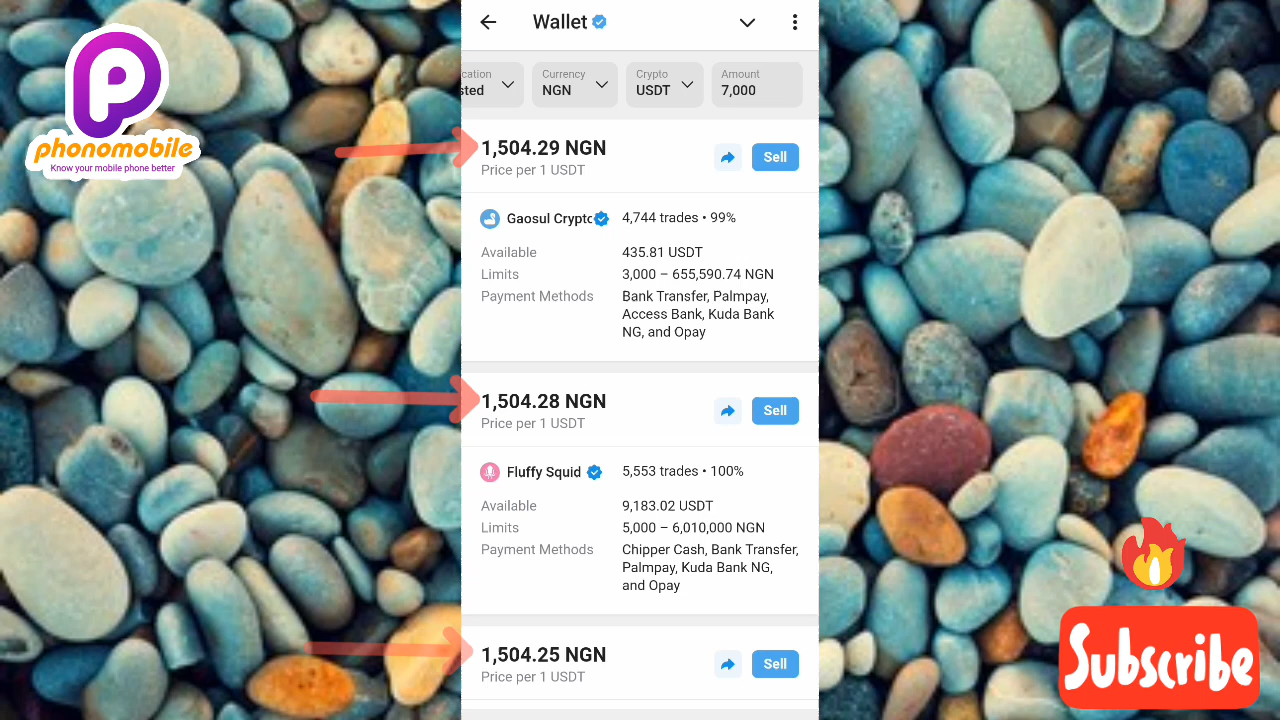 P
phonomobile
Know your mobile phone better
Wallet
cation
sted
Currency
NGN
Crypto
USDT
Amount
7,000
1,504.29 NGN
Price per 1 USDT
Sell
Gaosul Crypto
4,744 trades • 99%
Available
435.81 USDT
Limits
3,000 – 655,590.74 NGN
Payment Methods
Bank Transfer, Palmpay,
Access Bank, Kuda Bank
NG, and Opay
1,504.28 NGN
Price per 1 USDT
Sell
Fluffy Squid
5,553 trades • 100%
Available
9,183.02 USDT
Limits
5,000 – 6,010,000 NGN
Payment Methods
Chipper Cash, Bank Transfer,
Palmpay, Kuda Bank NG,
and Opay
1,504.25 NGN
Price per 1 USDT
Sell
Subscribe